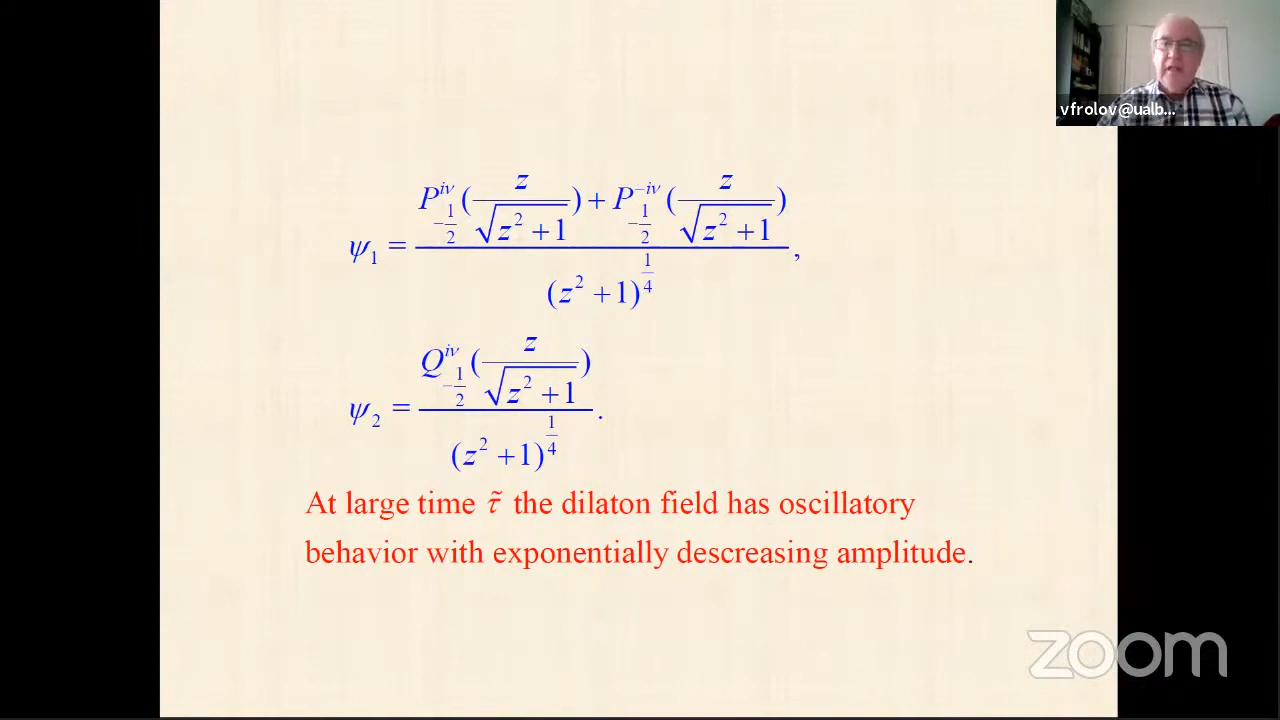 vfrolov@ualb...
ψ₁ = (P^{iν}_{-1/2}(z/√(z²+1)) + P^{-iν}_{-1/2}(z/√(z²+1))) / (z²+1)^{1/4},
ψ₂ = Q^{iν}_{-1/2}(z/√(z²+1)) / (z²+1)^{1/4}.
At large time τ̃ the dilaton field has oscillatory
behavior with exponentially descreasing amplitude.
zoom